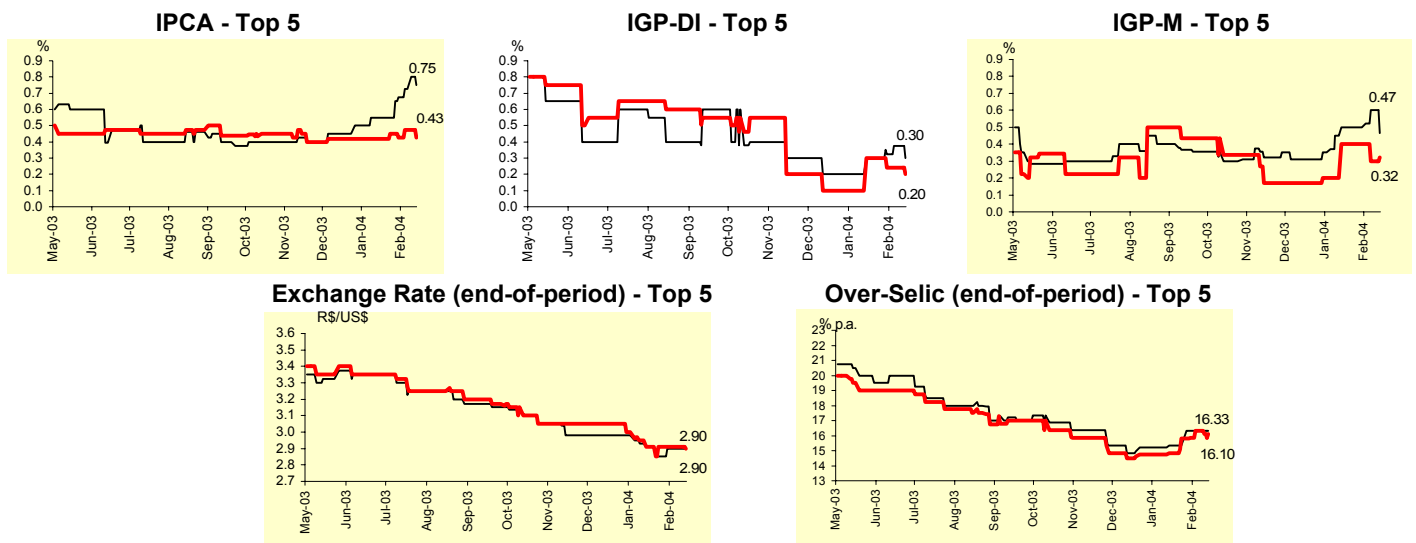 IPCA - Top 5
%
0.9
0.8
0.7
0.6
0.5
0.4
0.3
0.2
0.1
0.0
0.75
0.43
May-03
Jun-03
Jul-03
Aug-03
Sep-03
Oct-03
Nov-03
Dec-03
Jan-04
Feb-04
IGP-DI - Top 5
%
0.9
0.8
0.7
0.6
0.5
0.4
0.3
0.2
0.1
0.0
0.30
0.20
May-03
Jun-03
Jul-03
Aug-03
Sep-03
Oct-03
Nov-03
Dec-03
Jan-04
Feb-04
IGP-M - Top 5
%
0.9
0.8
0.7
0.6
0.5
0.4
0.3
0.2
0.1
0.0
0.47
0.32
May-03
Jun-03
Jul-03
Aug-03
Sep-03
Oct-03
Nov-03
Dec-03
Jan-04
Feb-04
Exchange Rate (end-of-period) - Top 5
R$/US$
3.6
3.5
3.4
3.3
3.2
3.1
3.0
2.9
2.8
2.7
2.90
2.90
May-03
Jun-03
Jul-03
Aug-03
Sep-03
Oct-03
Nov-03
Dec-03
Jan-04
Feb-04
Over-Selic (end-of-period) - Top 5
% p.a.
23
22
21
20
19
18
17
16
15
14
13
16.33
16.10
May-03
Jun-03
Jul-03
Aug-03
Sep-03
Oct-03
Nov-03
Dec-03
Jan-04
Feb-04